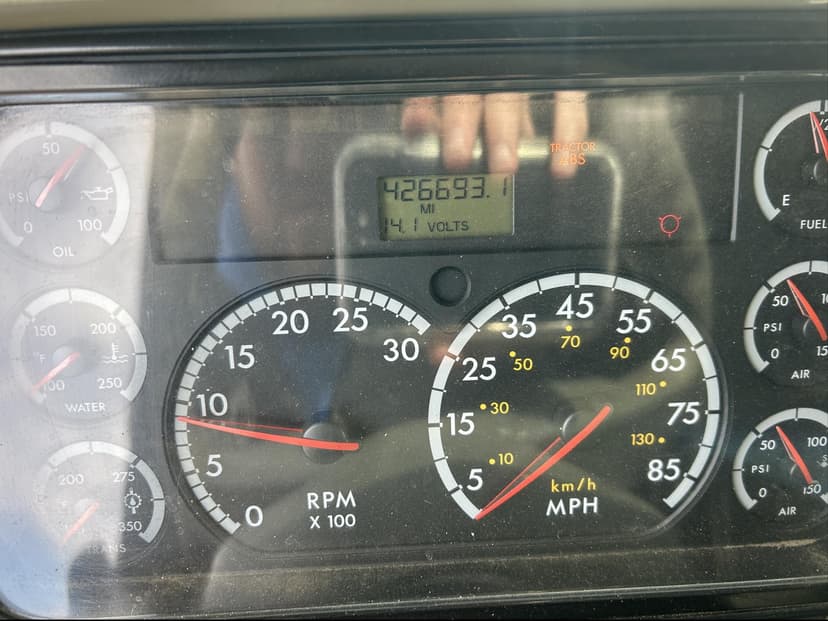 TRACTOR
ABS
426693.1
MI
14.1 VOLTS
50
PSI
0
100
OIL
150
200
°F
100
250
WATER
200
275
350
TRANS
0
5
10
15
20
25
30
RPM
X 100
5
15
25
35
45
55
65
75
85
10
30
50
70
90
110
130
km/h
MPH
E
1/2
FUEL
50
PSI
0
AIR
50
100
PSI
0
150
AIR